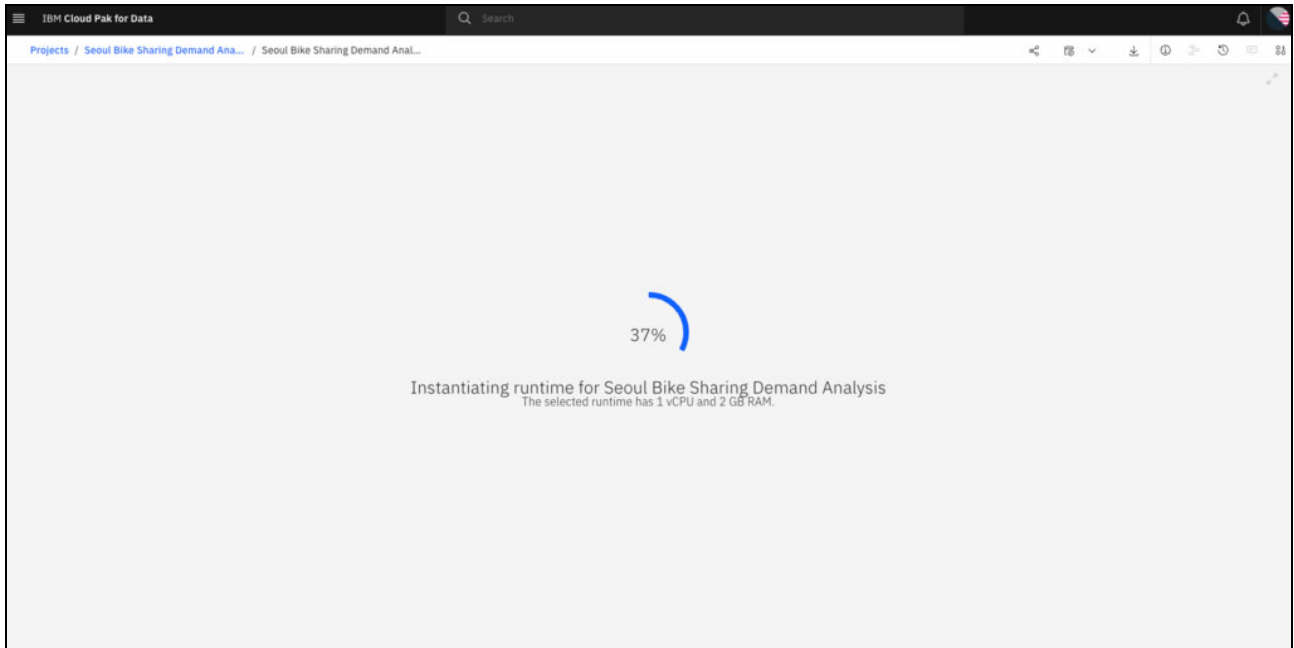 IBM Cloud Pak for Data
Search
Projects / Seoul Bike Sharing Demand Ana... / Seoul Bike Sharing Demand Anal...
37%
Instantiating runtime for Seoul Bike Sharing Demand Analysis
The selected runtime has 1 vCPU and 2 GB RAM.